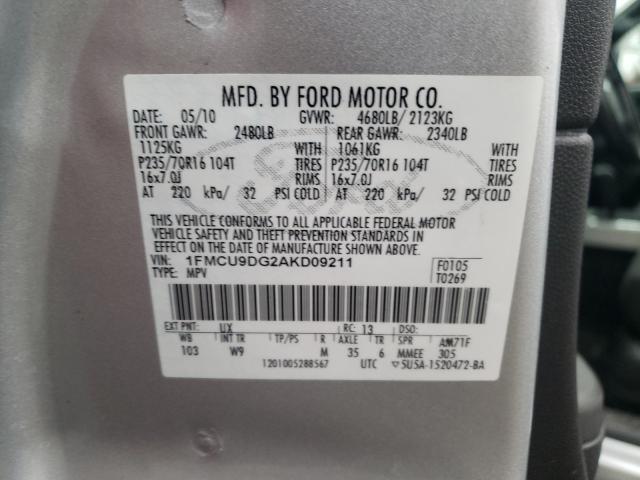 MFD. BY FORD MOTOR CO.
DATE: 05/10 GVWR: 4680LB/ 2123KG
FRONT GAWR: 2480LB REAR GAWR: 2340LB
1125KG WITH 1061KG WITH
P235/70R16 104T TIRES P235/70R16 104T TIRES
16x7.0J RIMS 16x7.0J RIMS
AT 220 kPa/ 32 PSI COLD AT 220 kPa/ 32 PSI COLD
THIS VEHICLE CONFORMS TO ALL APPLICABLE FEDERAL MOTOR
VEHICLE SAFETY AND THEFT PREVENTION STANDARDS IN
EFFECT ON THE DATE OF MANUFACTURE SHOWN ABOVE.
VIN: 1FMCU9DG2AKD09211 F0105
TYPE: MPV T0269
EXT PNT: UX RC: 13 DSO:
WB INT TR TP/PS R AXLE TR SPR AM71F
103 W9 M 35 6 MMEE 305
1201005288567 UTC ▽5U5A-1520472-BA